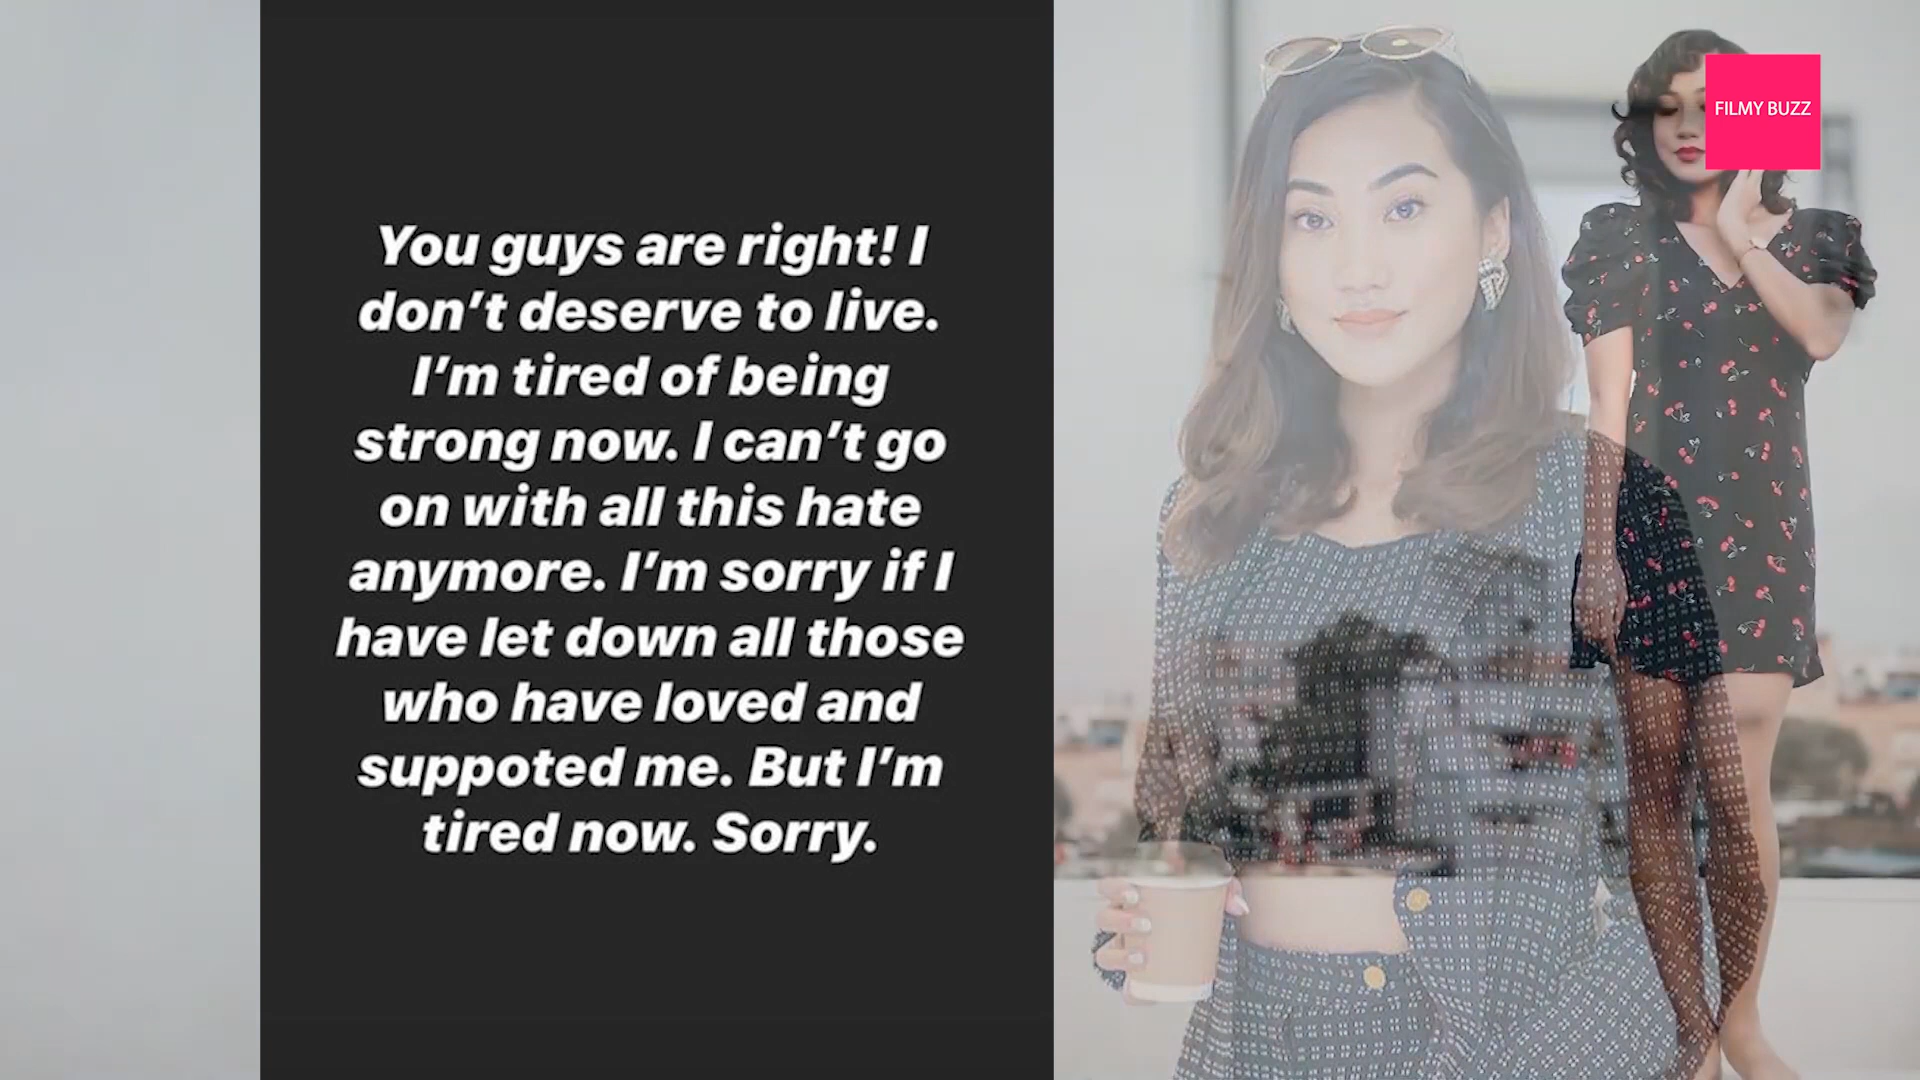 You guys are right! I
don't deserve to live.
I'm tired of being
strong now. I can't go
on with all this hate
anymore. I'm sorry if I
have let down all those
who have loved and
suppoted me. But I'm
tired now. Sorry.
FILMY BUZZ